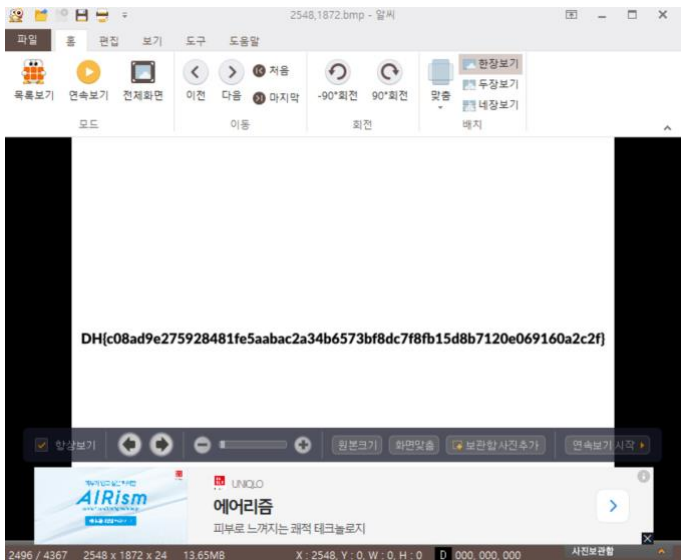 2548,1872.bmp - 알씨
파일 홈 편집 보기 도구 도움말
목록보기 연속보기 전체화면 이전 다음 처음 마지막 -90°회전 90°회전 맞춤 한장보기 두장보기 네장보기
모드 이동 회전 배치
DH{c08ad9e275928481fe5aabac2a34b6573bf8dc7f8fb15d8b7120e069160a2c2f}
항상보기 원본크기 화면맞춤 보관함 사진추가 연속보기 시작
AIRism
UNIQLO
에어리즘
피부로 느껴지는 쾌적 테크놀로지
2496 / 4367 2548 x 1872 x 24 13.65MB X : 2548, Y : 0, W : 0, H : 0 D 000, 000, 000 사진보관함